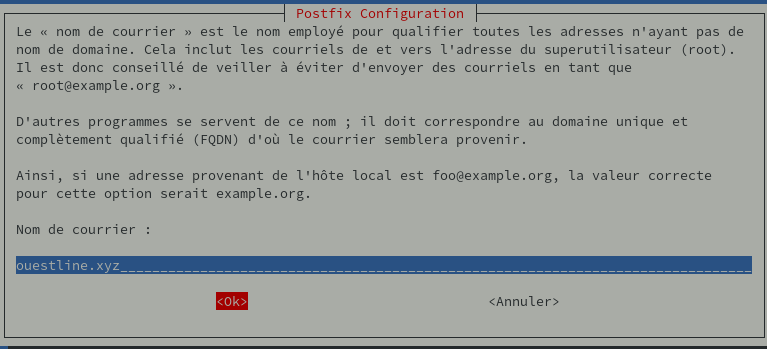 Postfix Configuration
Le « nom de courrier » est le nom employé pour qualifier toutes les adresses n'ayant pas de
nom de domaine. Cela inclut les courriels de et vers l'adresse du superutilisateur (root).
Il est donc conseillé de veiller à éviter d'envoyer des courriels en tant que
« root@example.org ».
D'autres programmes se servent de ce nom ; il doit correspondre au domaine unique et
complètement qualifié (FQDN) d'où le courrier semblera provenir.
Ainsi, si une adresse provenant de l'hôte local est foo@example.org, la valeur correcte
pour cette option serait example.org.
Nom de courrier :
ouestline.xyz
<Ok> <Annuler>